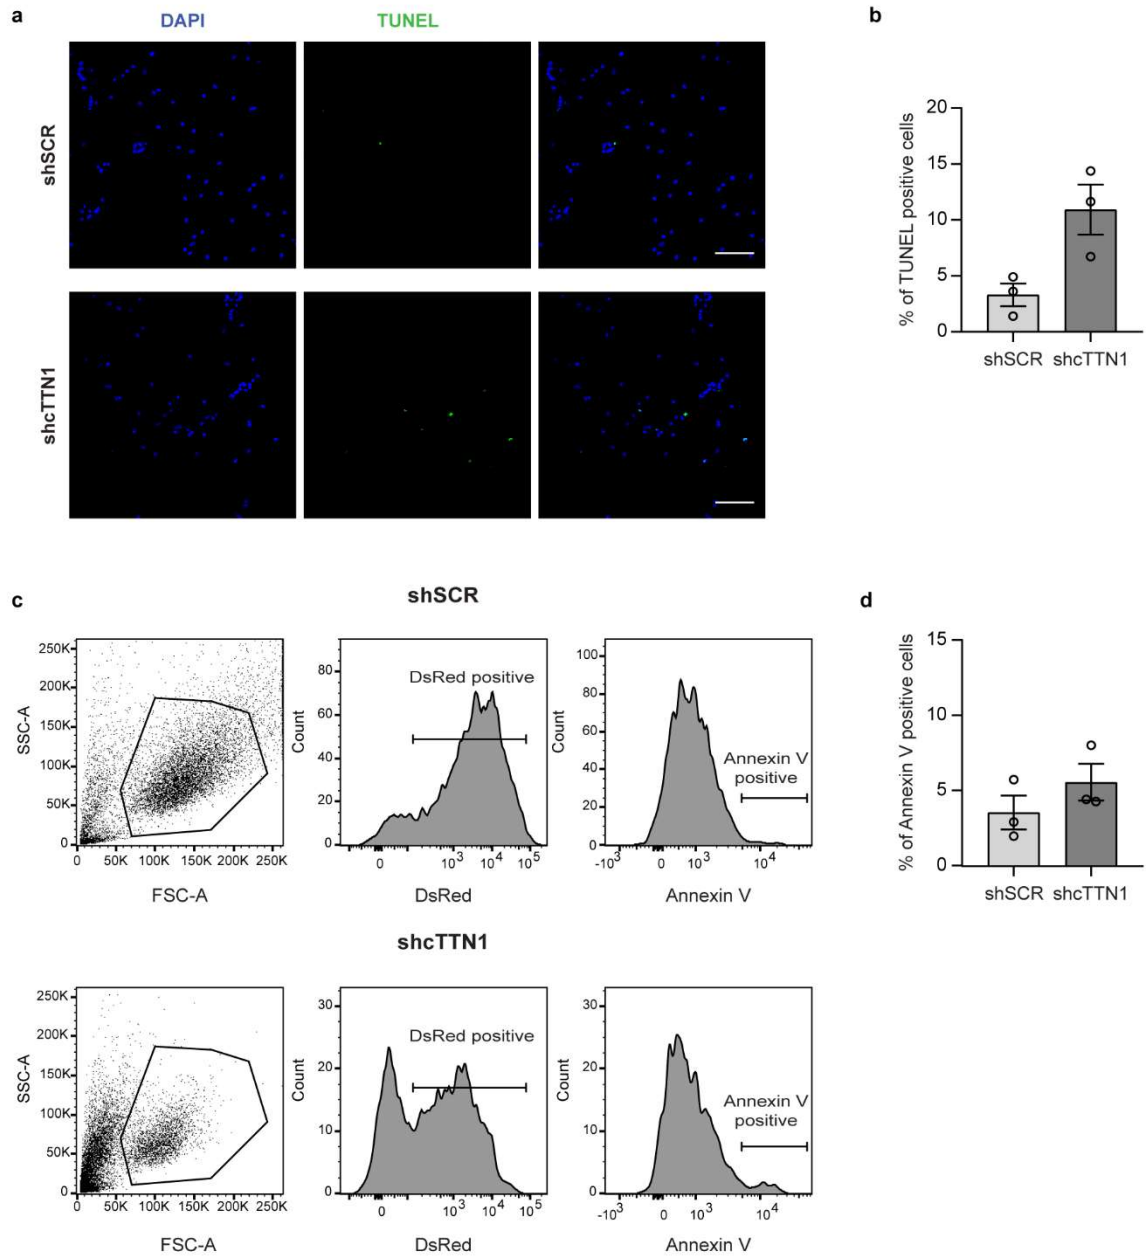 a
DAPI
TUNEL
shSCR
shcTTN1
b
% of TUNEL positive cells
20
15
10
5
0
shSCR shcTTN1
c
shSCR
SSC-A
250K
200K
150K
100K
50K
0
0 50K 100K 150K 200K 250K
FSC-A
Count
80
60
40
20
0
DsRed positive
0 10³ 10⁴ 10⁵
DsRed
Count
100
80
60
40
20
0
Annexin V
positive
-10³ 0 10³ 10⁴
Annexin V
d
% of Annexin V positive cells
15
10
5
0
shSCR shcTTN1
shcTTN1
SSC-A
250K
200K
150K
100K
50K
0
0 50K 100K 150K 200K 250K
FSC-A
Count
30
20
10
0
DsRed positive
0 10³ 10⁴ 10⁵
DsRed
Count
30
20
10
0
Annexin V
positive
-10³ 0 10³ 10⁴
Annexin V